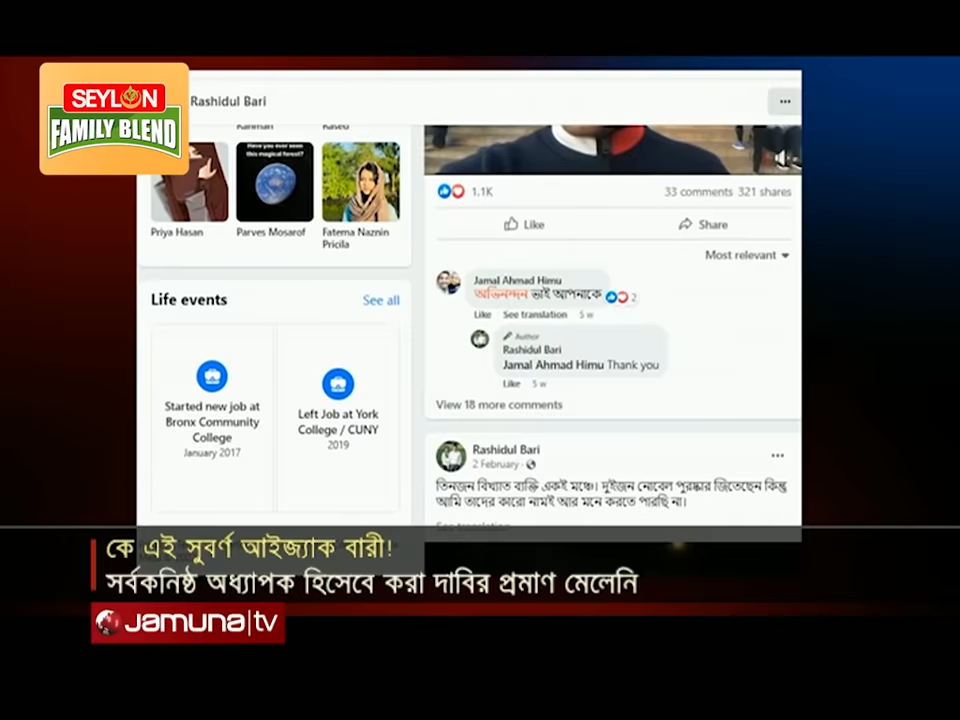 SEYLON
FAMILY BLEND
Rashidul Bari
Rahman
Rased
Have you ever seen
this magical forest?
Priya Hasan
Parves Mosarof
Fatema Naznin
Pricila
Life events
See all
Started new job at
Bronx Community
College
January 2017
Left Job at York
College / CUNY
2019
1.1K
33 comments 321 shares
Like
Share
Most relevant
Jamal Ahmad Himu
অভিনন্দন ভাই আপনাকে
2
Like See translation 5 w
Author
Rashidul Bari
Jamal Ahmad Himu Thank you
Like 5 w
View 18 more comments
Rashidul Bari
2 February
তিনজন বিখ্যাত ব্যক্তি একই মঞ্চে। দুইজন নোবেল পুরষ্কার জিতেছেন কিন্তু
আমি তাদের কারো নামই আর মনে করতে পারছি না।
See translation
কে এই সুবর্ণ আইজ্যাক বারী!
সর্বকনিষ্ঠ অধ্যাপক হিসেবে করা দাবির প্রমাণ মেলেনি
Jamuna|tv